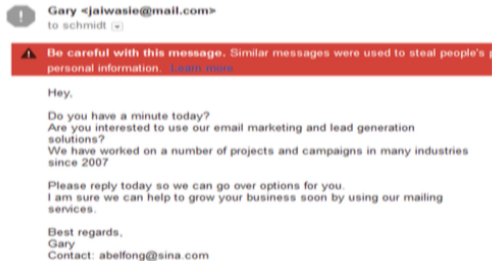 Gary <jaiwasie@mail.com>
to schmidt
Be careful with this message. Similar messages were used to steal people's
personal information. Learn more
Hey,
Do you have a minute today?
Are you interested to use our email marketing and lead generation
solutions?
We have worked on a number of projects and campaigns in many industries
since 2007
Please reply today so we can go over options for you.
I am sure we can help to grow your business soon by using our mailing
services.
Best regards,
Gary
Contact: abelfong@sina.com